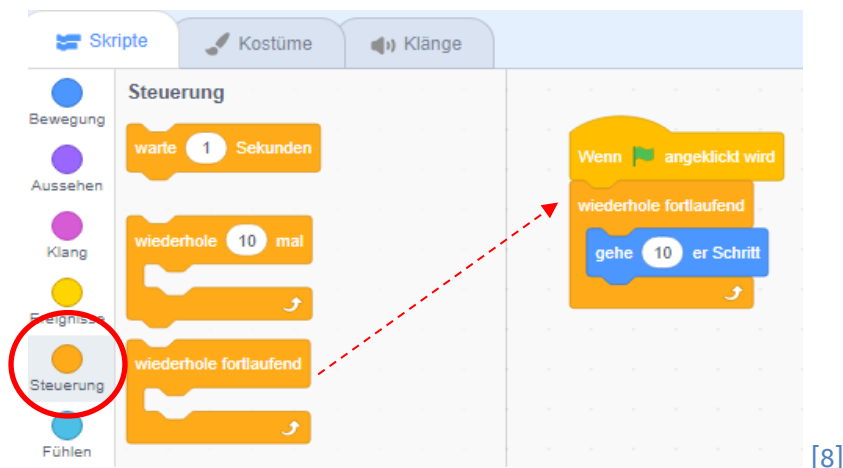 Skripte
Kostüme
Klänge
Bewegung
Aussehen
Klang
Ereignisse
Steuerung
Fühlen
Steuerung
warte 1 Sekunden
wiederhole 10 mal
wiederhole fortlaufend
Wenn angeklickt wird
wiederhole fortlaufend
gehe 10 er Schritt
[8]